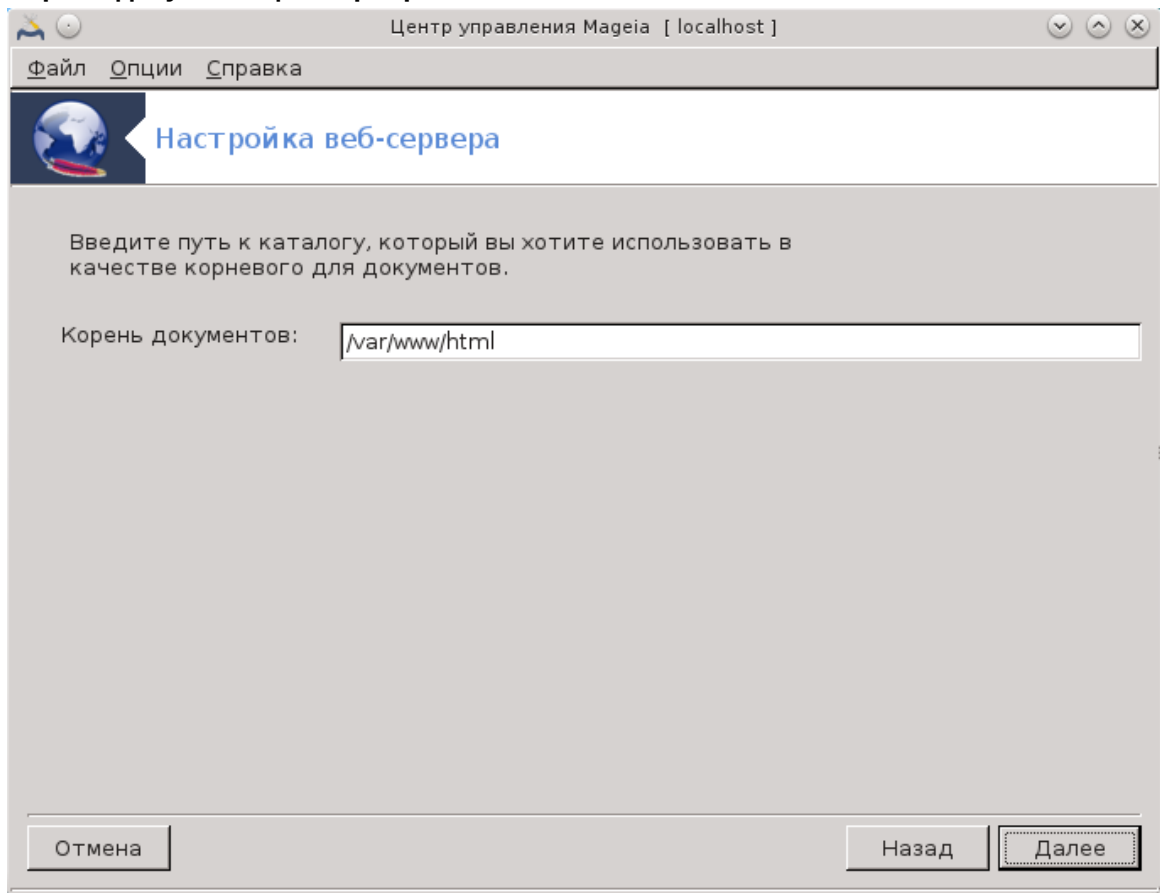 Центр управления Mageia [ localhost ]
Файл Опции Справка
Настройка веб-сервера
Введите путь к каталогу, который вы хотите использовать в
качестве корневого для документов.
Корень документов: /var/www/html
Отмена Назад Далее